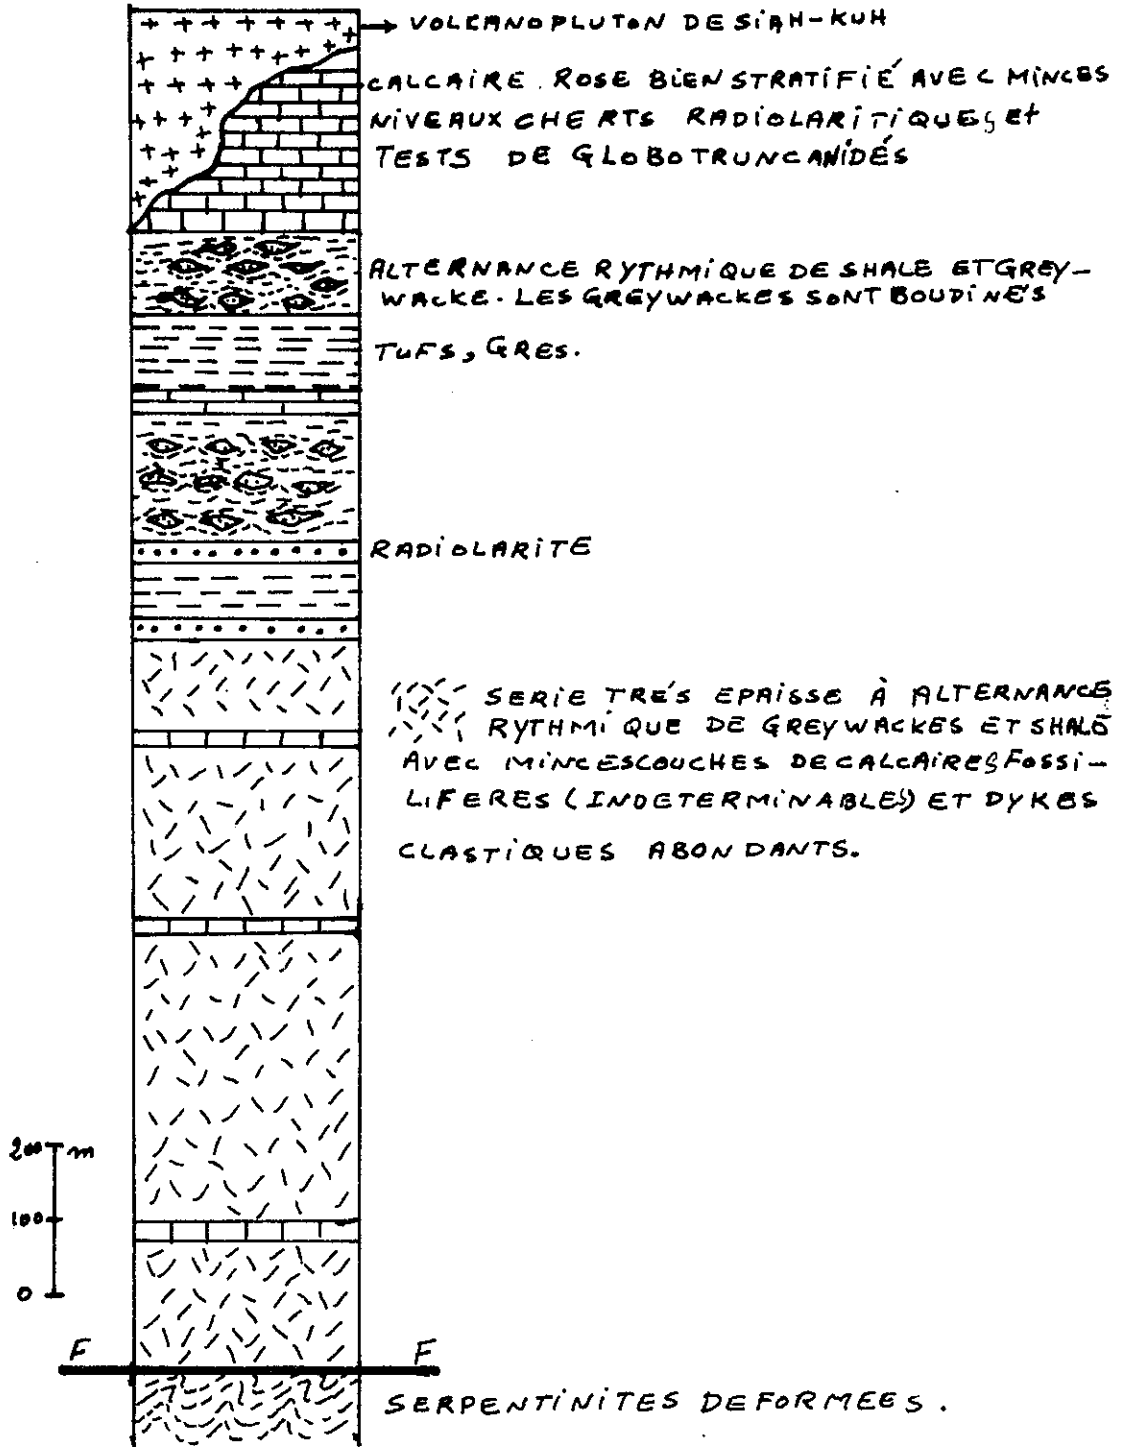 VOLCANOPLUTON DE SIAH-KUH
CALCAIRE. ROSE BIEN STRATIFIÉ AVEC MINCES
NIVEAUX CHERTS RADIOLARITIQUES et
TESTS DE GLOBOTRUNCANIDÉS
ALTERNANCE RYTHMIQUE DE SHALE ET GREY-
WACKE. LES GREYWACKES SONT BOUDINÉS
TUFS, GRES.
RADIOLARITE
SERIE TRÉS EPAISSE À ALTERNANCE
RYTHMIQUE DE GREYWACKES ET SHALE
AVEC MINCES COUCHES DE CALCAIRES FOSSI-
LIFERES (INDETERMINABLES) ET DYKES
CLASTIQUES ABONDANTS.
200 m
100
0
F F
SERPENTINITES DEFORMEES.